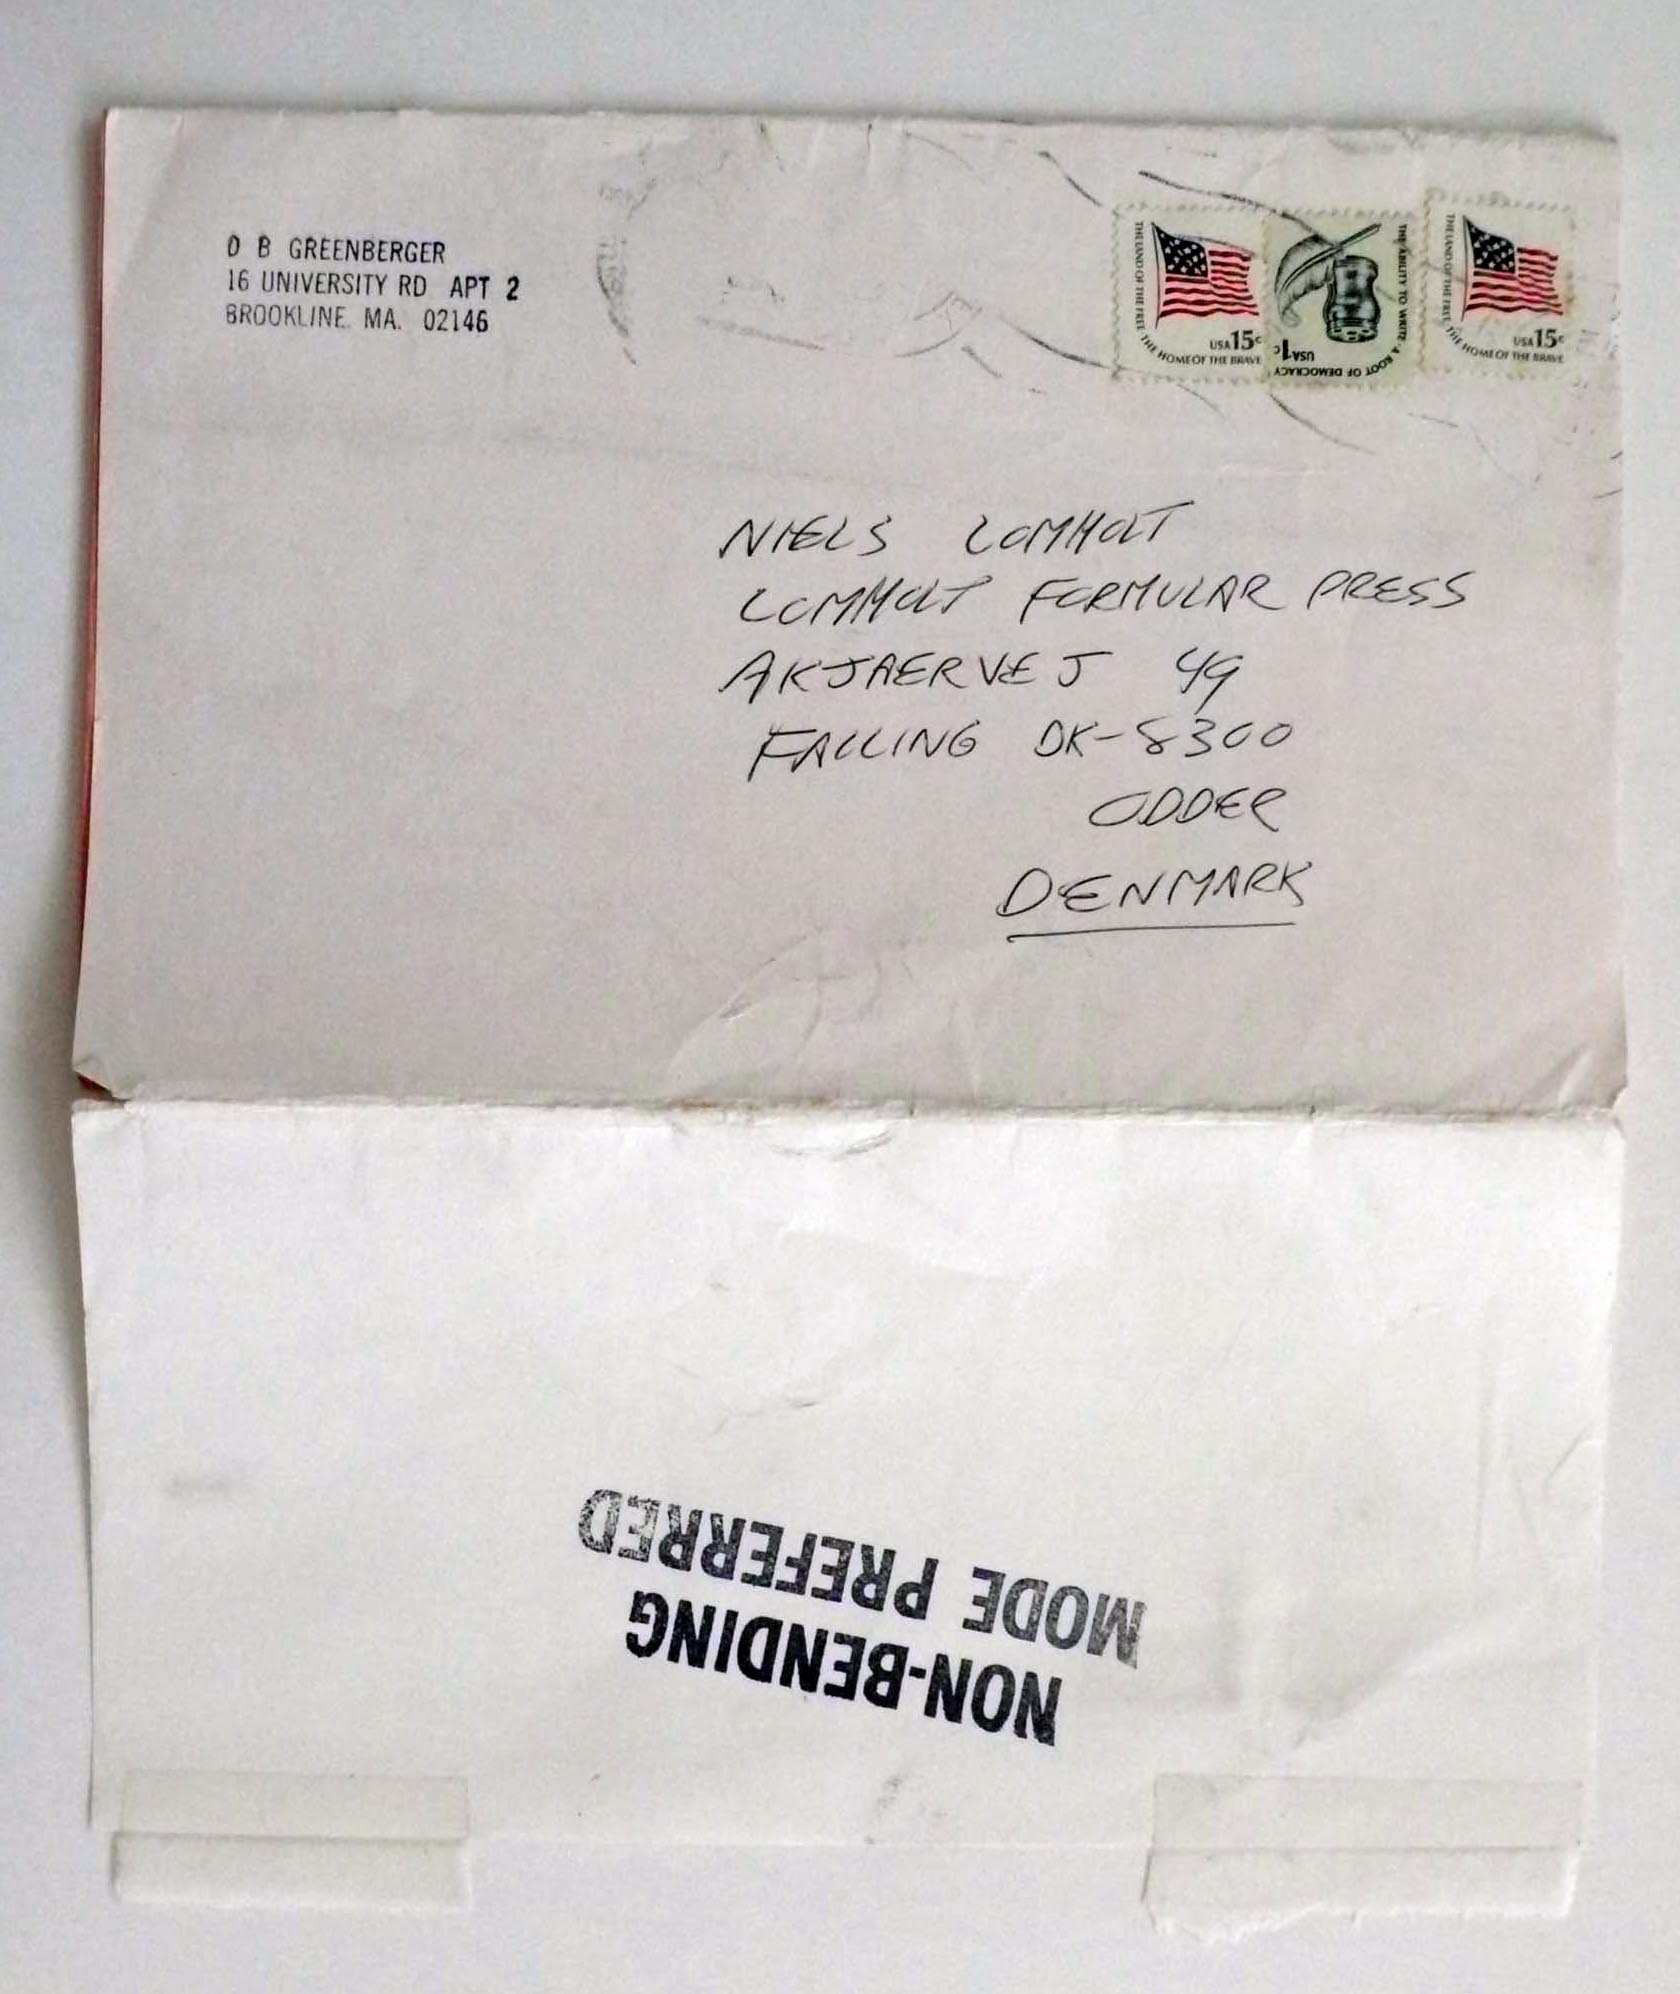 D B GREENBERGER
16 UNIVERSITY RD APT 2
BROOKLINE. MA. 02146
THE LAND OF THE FREE, THE HOME OF THE BRAVE
USA 15c
THE ABILITY TO WRITE · A ROOT OF DEMOCRACY
USA 1c
THE LAND OF THE FREE, THE HOME OF THE BRAVE
USA 15c
NIELS LOMHOLT
LOMHOLT FORMULAR PRESS
AKJAERVEJ 49
FALLING DK-8300
ODDER
DENMARK
NON-BENDING
MODE PREFERRED